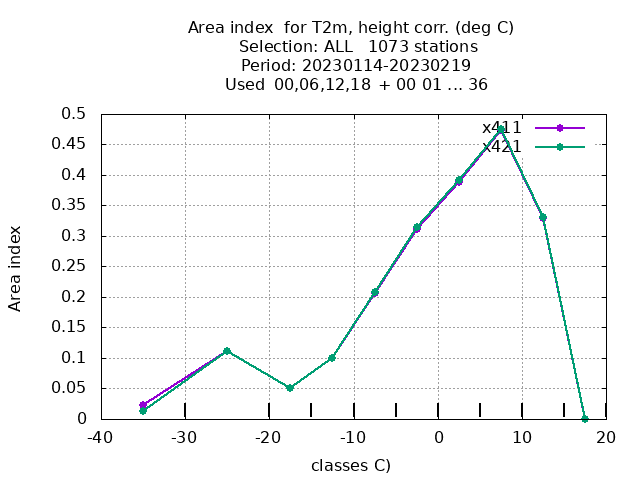 Area index  for T2m, height corr. (deg C)
Selection: ALL   1073 stations
Period: 20230114-20230219
Used  00,06,12,18  + 00 01 ... 36
x411
x421
0.5
0.45
0.4
0.35
0.3
0.25
0.2
0.15
0.1
0.05
0
Area index
-40 -30 -20 -10 0 10 20
classes C)